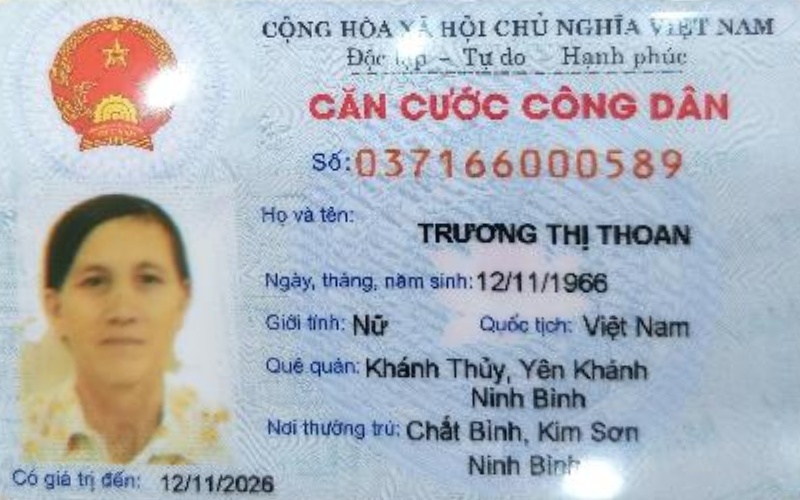 CỘNG HÒA XÃ HỘI CHỦ NGHĨA VIỆT NAM
Độc lập - Tự do - Hạnh phúc
CĂN CƯỚC CÔNG DÂN
Số: 037166000589
Họ và tên:
TRƯƠNG THỊ THOAN
Ngày, tháng, năm sinh: 12/11/1966
Giới tính: Nữ Quốc tịch: Việt Nam
Quê quán: Khánh Thủy, Yên Khánh
Ninh Bình
Nơi thường trú: Chất Bình, Kim Sơn
Ninh Bình
Có giá trị đến: 12/11/2026